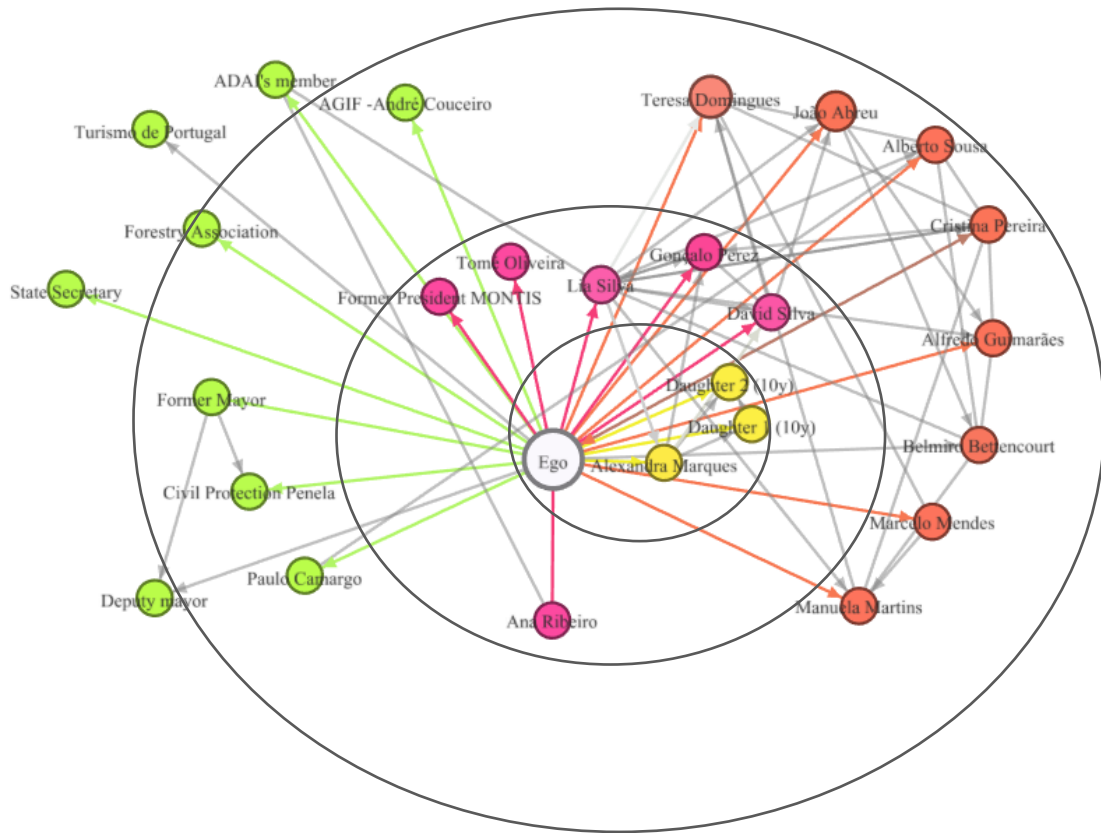 ADAI's member
AGIF -André Couceiro
Teresa Domingues
João Abreu
Turismo de Portugal
Alberto Sousa
Forestry Association
Cristina Pereira
Gonçalo Perez
Tomé Oliveira
Lia Silva
State Secretary
Former President MONTIS
David Silva
Alfredo Guimarães
Daughter 2 (10y)
Former Mayor
Daughter 1 (10y)
Belmiro Bettencourt
Ego
Alexandra Marques
Civil Protection Penela
Marcelo Mendes
Paulo Camargo
Deputy mayor
Manuela Martins
Ana Ribeiro